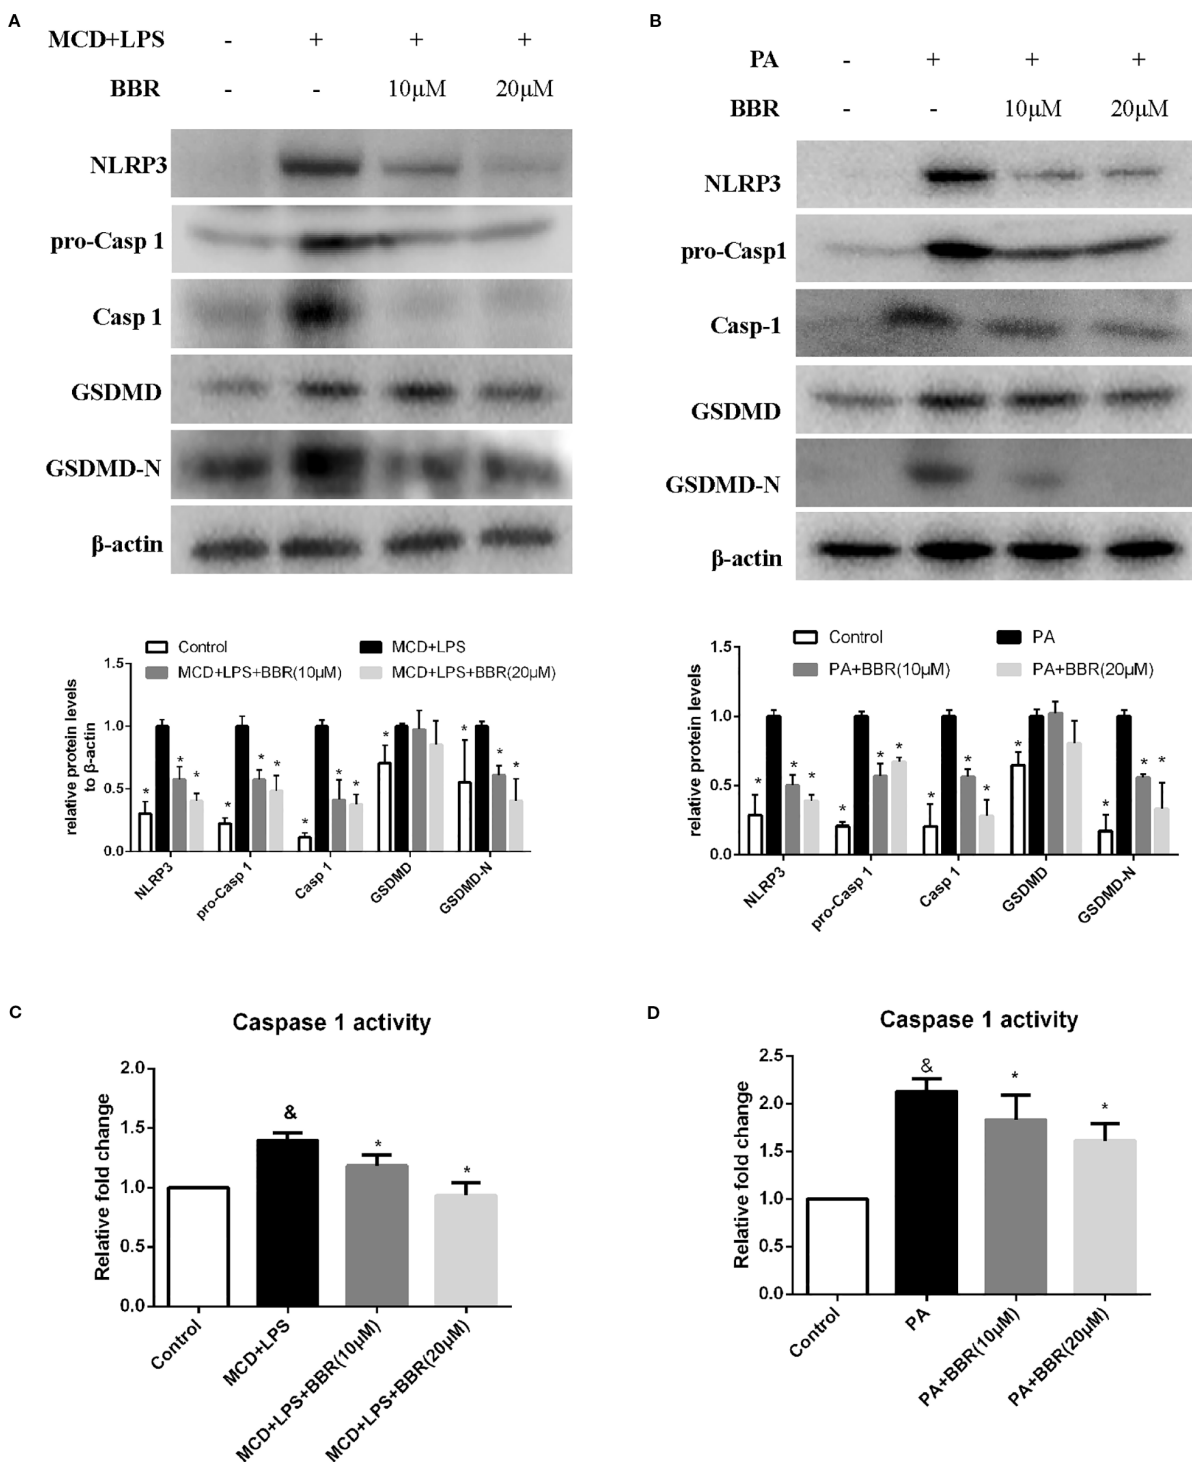 A
MCD+LPS - + + +
BBR - - 10µM 20µM
NLRP3
pro-Casp 1
Casp 1
GSDMD
GSDMD-N
β-actin
Control MCD+LPS
MCD+LPS+BBR(10µM) MCD+LPS+BBR(20µM)
relative protein levels
to β-actin
1.5
1.0
0.5
0.0
* * * * * * * * * * * * *
NLRP3 pro-Casp 1 Casp 1 GSDMD GSDMD-N
B
PA - + + +
BBR - - 10µM 20µM
NLRP3
pro-Casp1
Casp-1
GSDMD
GSDMD-N
β-actin
Control PA
PA+BBR(10µM) PA+BBR(20µM)
relative protein levels
1.5
1.0
0.5
0.0
* * * * * * * * * * * * *
NLRP3 pro-Casp 1 Casp 1 GSDMD GSDMD-N
C
Caspase 1 activity
Relative fold change
2.0
1.5
1.0
0.5
0.0
& * *
Control MCD+LPS MCD+LPS+BBR(10µM) MCD+LPS+BBR(20µM)
D
Caspase 1 activity
Relative fold change
2.5
2.0
1.5
1.0
0.5
0.0
& * *
Control PA PA+BBR(10µM) PA+BBR(20µM)